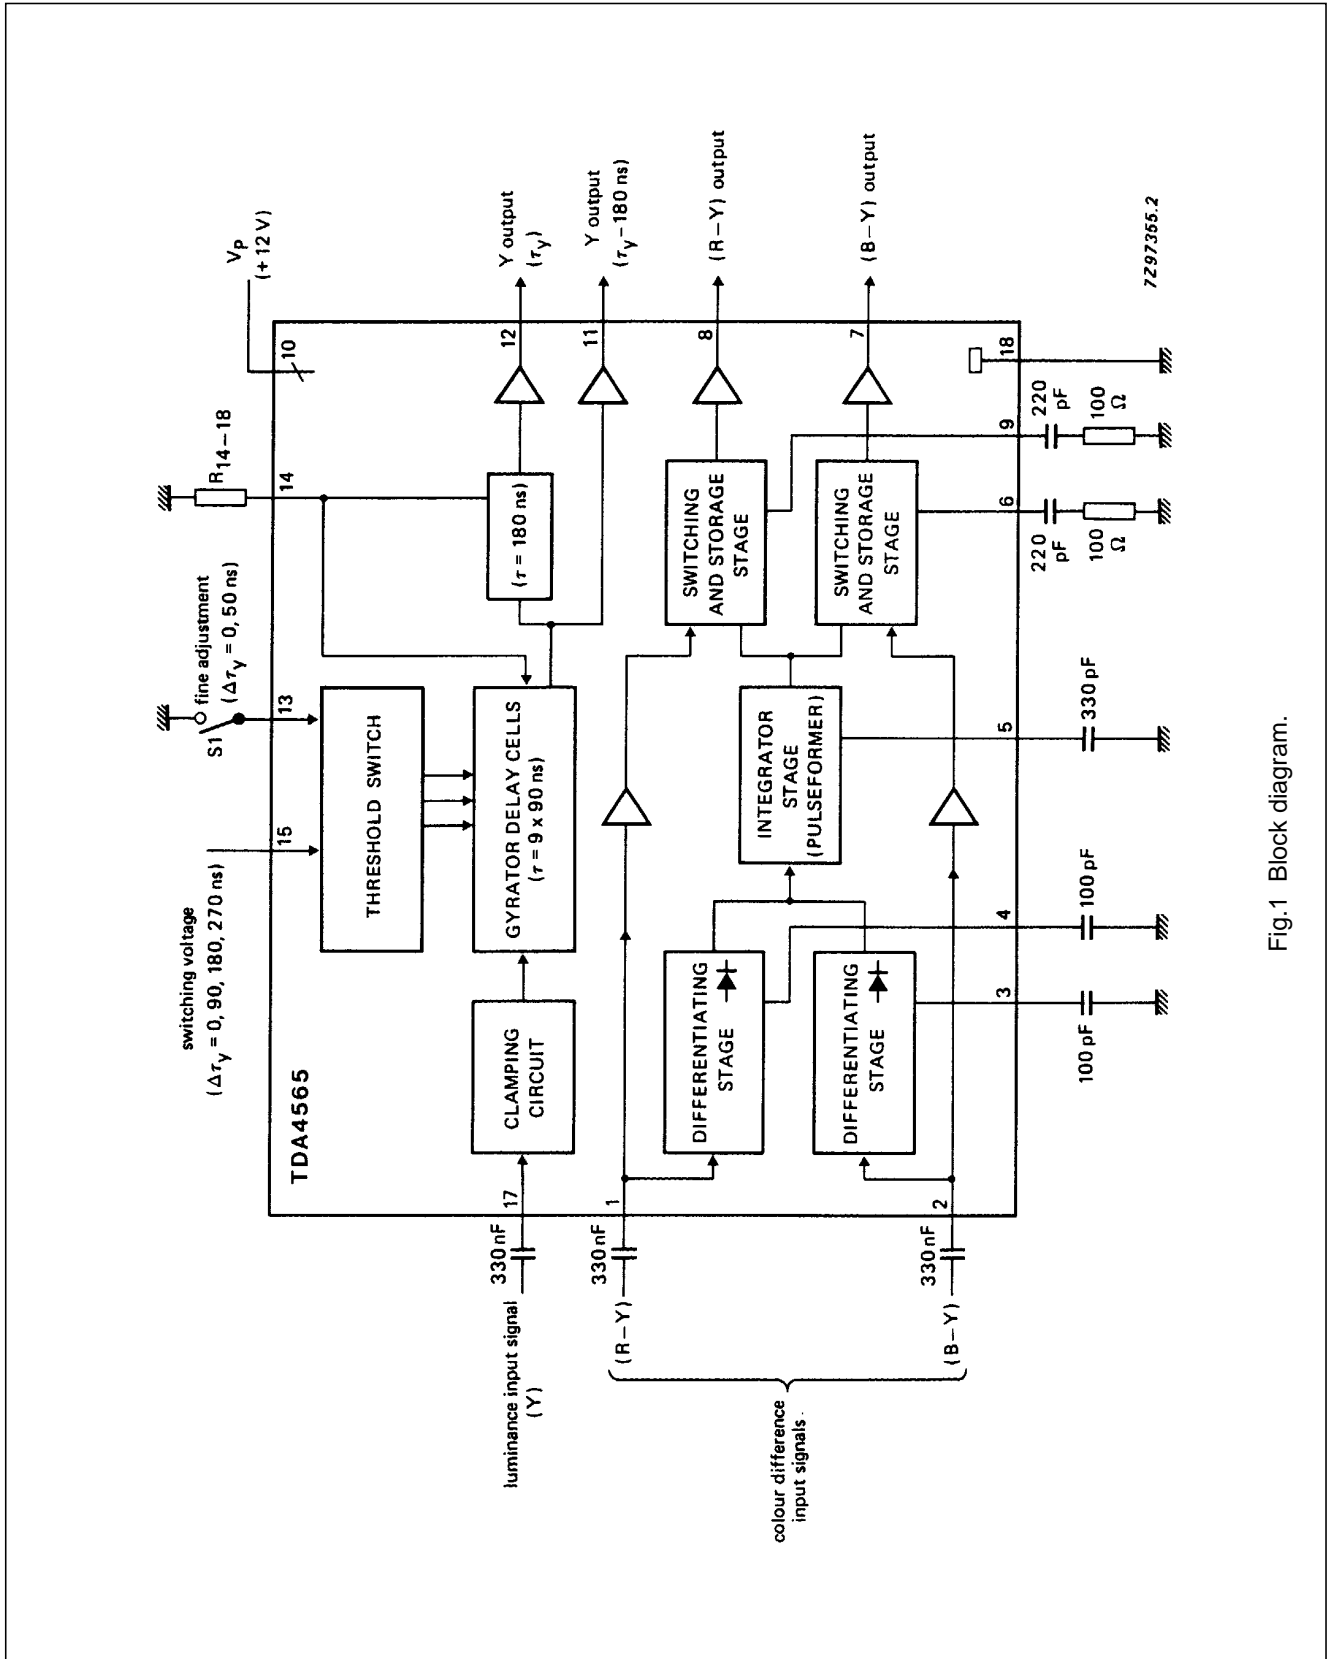 switching voltage
(Δτy = 0, 90, 180, 270 ns)
fine adjustment
(Δτy = 0, 50 ns)
S1
R14−18
VP
(+ 12 V)
TDA4565
15
13
14
10
THRESHOLD SWITCH
luminance input signal
(Y)
330 nF
17
CLAMPING
CIRCUIT
GYRATOR DELAY CELLS
(τ = 9 x 90 ns)
(τ = 180 ns)
12
Y output
(τy)
11
Y output
(τy−180 ns)
colour difference
input signals
(R−Y)
330 nF
1
DIFFERENTIATING
STAGE
SWITCHING
AND STORAGE
STAGE
8
(R−Y) output
INTEGRATOR
STAGE
(PULSEFORMER)
DIFFERENTIATING
STAGE
SWITCHING
AND STORAGE
STAGE
7
(B−Y) output
(B−Y)
330 nF
2
3
4
5
6
9
18
100 pF
100 pF
330 pF
220
pF
100
Ω
220
pF
100
Ω
7Z97355.2
Fig.1 Block diagram.